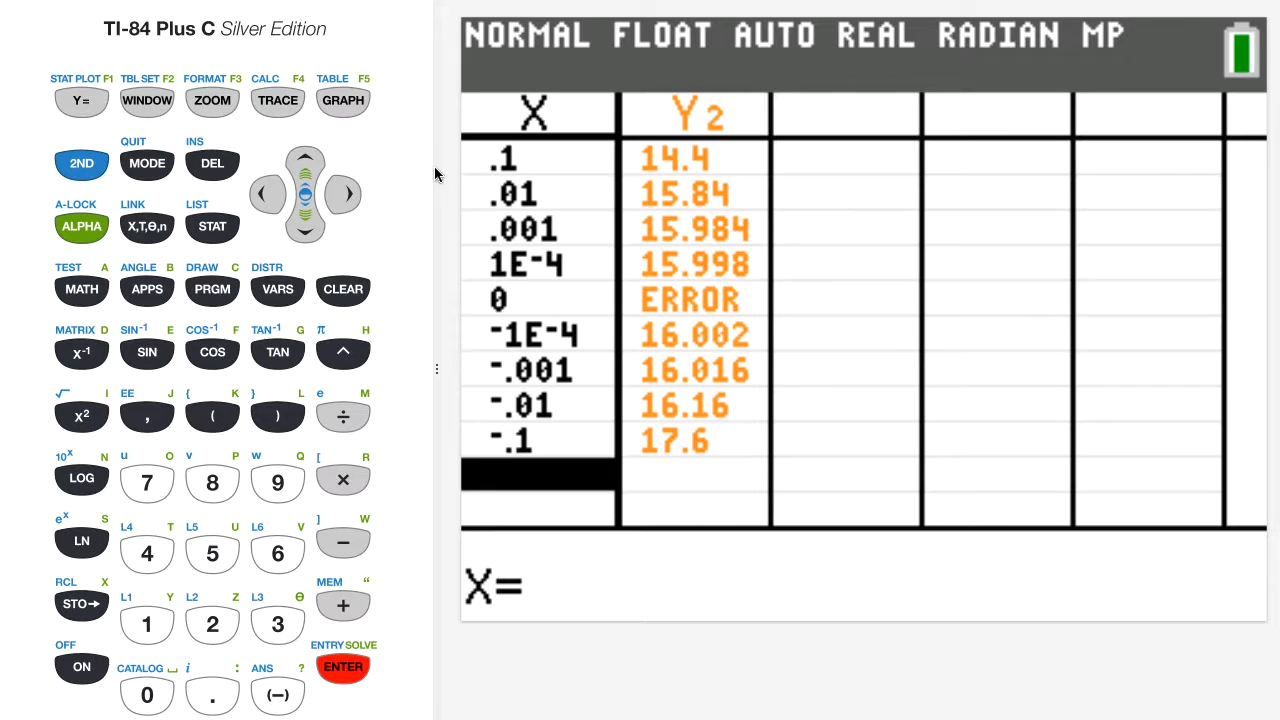 TI-84 Plus C Silver Edition
STAT PLOT F1 TBL SET F2 FORMAT F3 CALC F4 TABLE F5
Y= WINDOW ZOOM TRACE GRAPH
QUIT INS
2ND MODE DEL
A-LOCK LINK LIST
ALPHA X,T,Θ,n STAT
TEST A ANGLE B DRAW C DISTR
MATH APPS PRGM VARS CLEAR
MATRIX D SIN⁻¹ E COS⁻¹ F TAN⁻¹ G π H
X⁻¹ SIN COS TAN ^
√ I EE J { K } L e M
X² , ( ) ÷
10ˣ N u O v P w Q [ R
LOG 7 8 9 ×
eˣ S L4 T L5 U L6 V ] W
LN 4 5 6 −
RCL X L1 Y L2 Z L3 Θ MEM “
STO→ 1 2 3 +
OFF CATALOG ␣ i : ANS ? ENTRY SOLVE
ON 0 . (−) ENTER
NORMAL FLOAT AUTO REAL RADIAN MP
X Y2
.1 14.4
.01 15.84
.001 15.984
1E-4 15.998
0 ERROR
-1E-4 16.002
-.001 16.016
-.01 16.16
-.1 17.6
X=